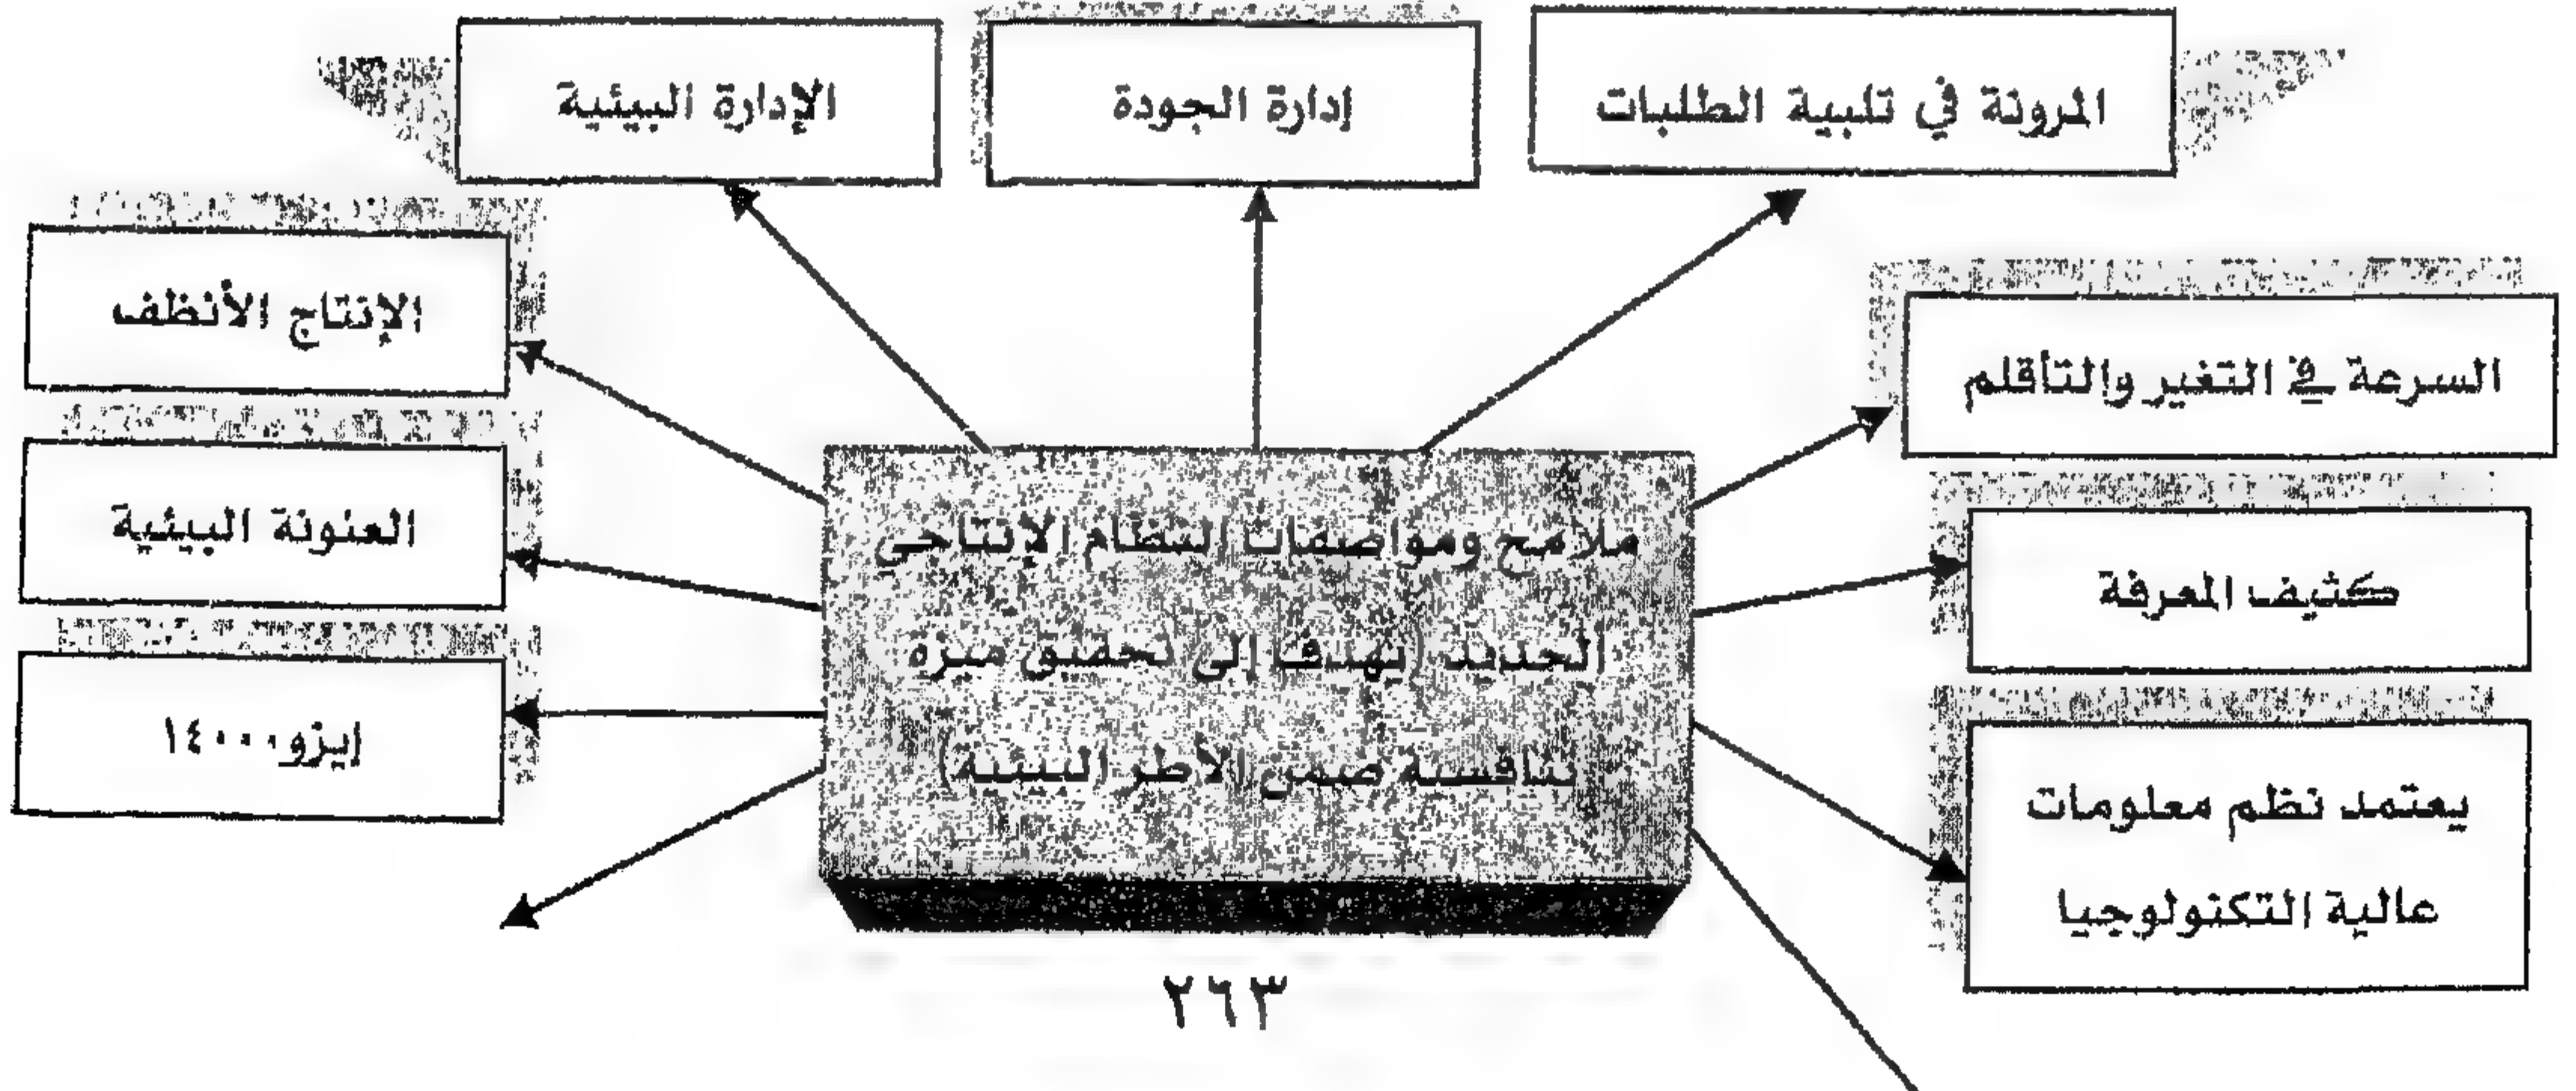 المرونة في تلبية الطلبات
إدارة الجودة
الإدارة البيئية
السرعة في التغير والتأقلم
كثيف المعرفة
يعتمد نظم معلومات
عالية التكنولوجيا
الإنتاج الأنظف
العنونة البيئية
إيزو ١٤٠٠٠
ملامح ومواصفات النظام الإنتاجي
الجديد (يهدف إلى تحقيق ميزة
تنافسية ضمن الأطر البيئية)
٢٦٣